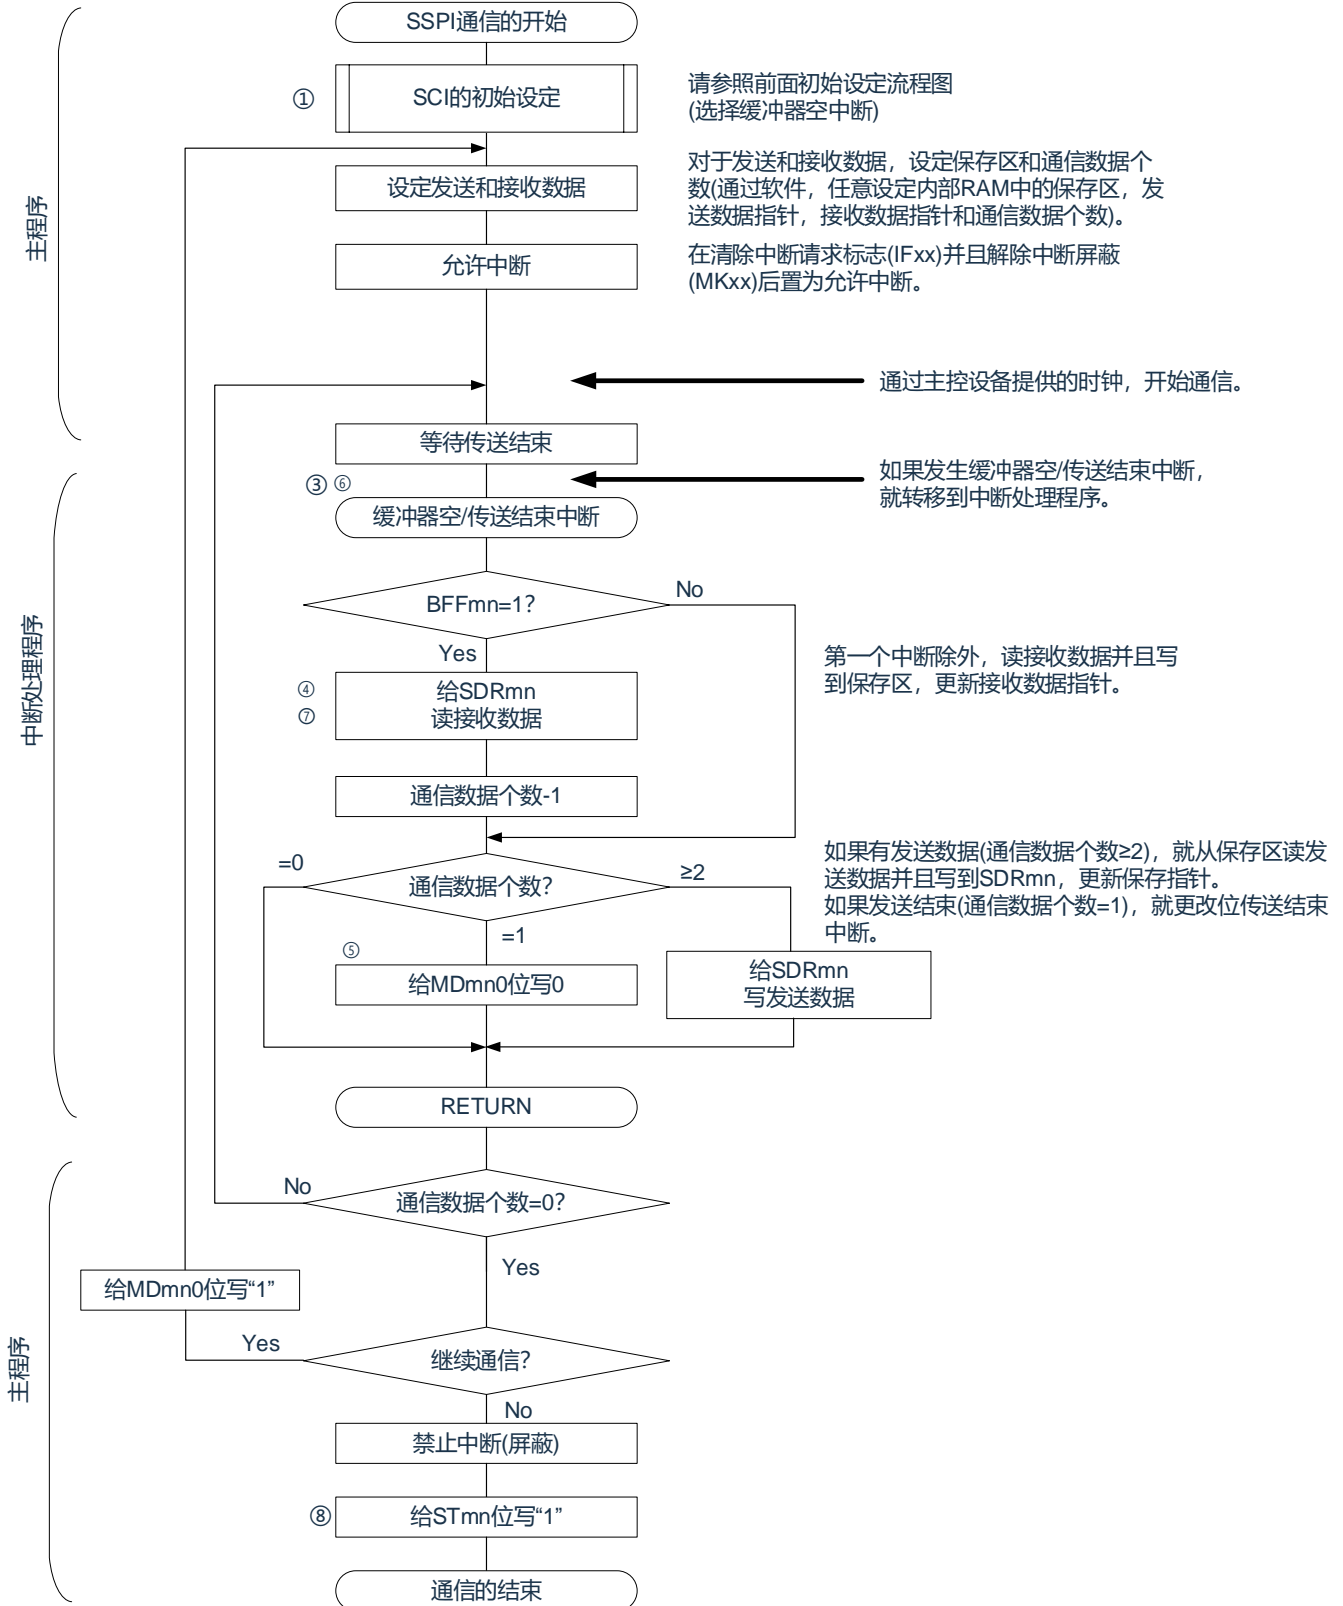 SSPI通信的开始
①
SCI的初始设定
请参照前面初始设定流程图
(选择缓冲器空中断)
主程序
设定发送和接收数据
对于发送和接收数据，设定保存区和通信数据个
数(通过软件，任意设定内部RAM中的保存区，发
送数据指针，接收数据指针和通信数据个数)。
允许中断
在清除中断请求标志(IFxx)并且解除中断屏蔽
(MKxx)后置为允许中断。
通过主控设备提供的时钟，开始通信。
等待传送结束
③ ⑥
如果发生缓冲器空/传送结束中断，
就转移到中断处理程序。
缓冲器空/传送结束中断
中断处理程序
BFFmn=1?
No
Yes
第一个中断除外，读接收数据并且写
到保存区，更新接收数据指针。
④
⑦
给SDRmn
读接收数据
通信数据个数-1
=0
通信数据个数?
≥2
=1
如果有发送数据(通信数据个数≥2)，就从保存区读发
送数据并且写到SDRmn，更新保存指针。
如果发送结束(通信数据个数=1)，就更改位传送结束
中断。
⑤
给MDmn0位写0
给SDRmn
写发送数据
RETURN
No
通信数据个数=0?
Yes
给MDmn0位写“1”
主程序
Yes
继续通信?
No
禁止中断(屏蔽)
⑧
给STmn位写“1”
通信的结束